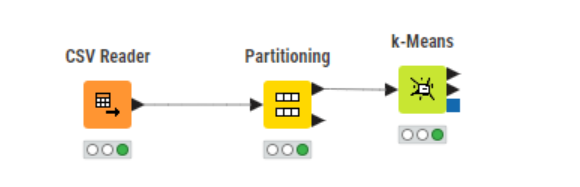 CSV Reader
Partitioning
k-Means